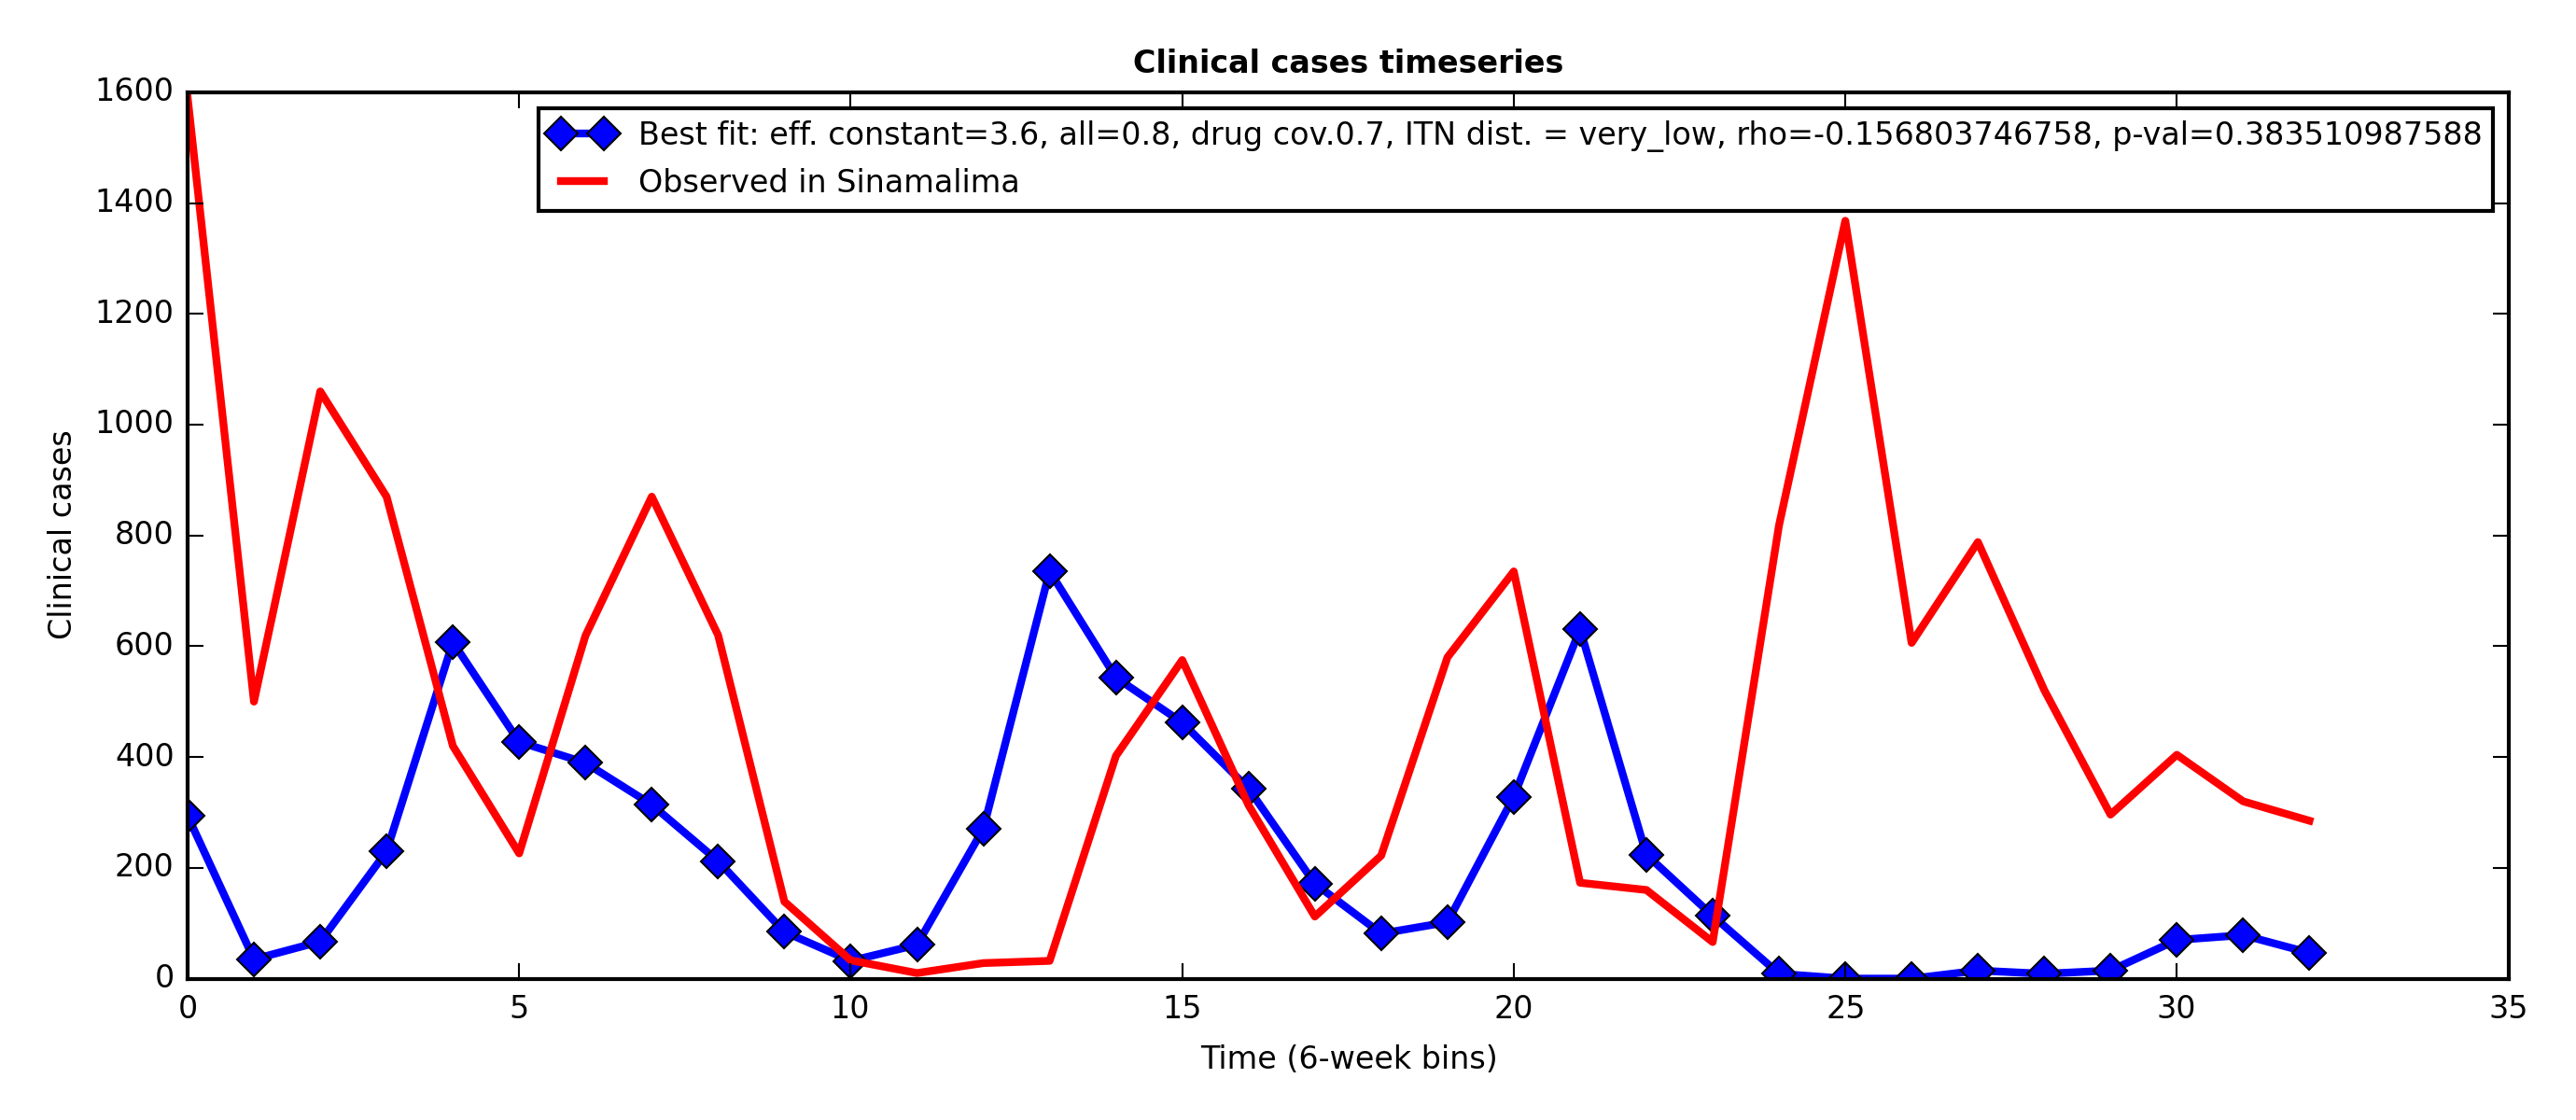 Clinical cases timeseries
1600
1400
1200
1000
800
600
400
200
0
Clinical cases
Best fit: eff. constant=3.6, all=0.8, drug cov.0.7, ITN dist. = very_low, rho=-0.156803746758, p-val=0.383510987588
Observed in Sinamalima
0 5 10 15 20 25 30 35
Time (6-week bins)